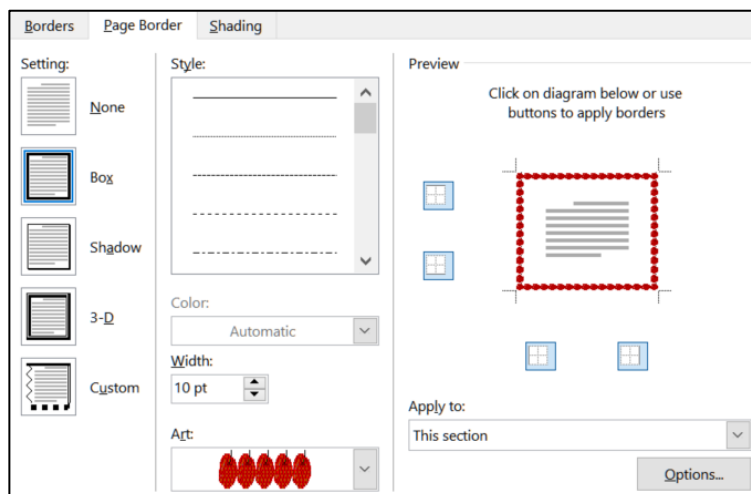 Borders Page Border Shading
Setting:
None
Box
Shadow
3-D
Custom
Style:
Color:
Automatic
Width:
10 pt
Art:
Preview
Click on diagram below or use
buttons to apply borders
Apply to:
This section
Options...